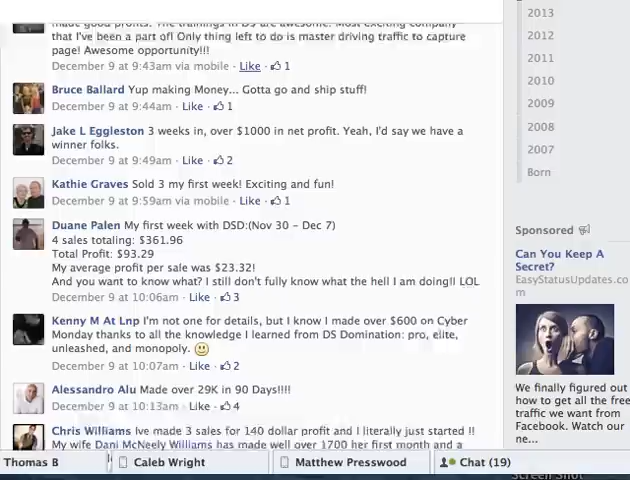 made good profits. The trainings in DS are awesome. Most exciting company
that I've been a part of! Only thing left to do is master driving traffic to capture
page! Awesome opportunity!!!
December 9 at 9:43am via mobile · Like · 1
Bruce Ballard Yup making Money... Gotta go and ship stuff!
December 9 at 9:44am · Like · 1
Jake L Eggleston 3 weeks in, over $1000 in net profit. Yeah, I'd say we have a
winner folks.
December 9 at 9:49am · Like · 2
Kathie Graves Sold 3 my first week! Exciting and fun!
December 9 at 9:59am via mobile · Like · 1
Duane Palen My first week with DSD:(Nov 30 - Dec 7)
4 sales totaling: $361.96
Total Profit: $93.29
My average profit per sale was $23.32!
And you want to know what? I still don't fully know what the hell I am doing!! LOL
December 9 at 10:06am · Like · 3
Kenny M At Lnp I'm not one for details, but I know I made over $600 on Cyber
Monday thanks to all the knowledge I learned from DS Domination: pro, elite,
unleashed, and monopoly.
December 9 at 10:07am · Like · 2
Alessandro Alu Made over 29K in 90 Days!!!!
December 9 at 10:13am · Like · 4
Chris Williams Ive made 3 sales for 140 dollar profit and I literally just started !!
My wife Dani McNeely Williams has made well over 1700 her first month and a
Thomas B
Caleb Wright
Matthew Presswood
Chat (19)
2013
2012
2011
2010
2009
2008
2007
Born
Sponsored
Can You Keep A
Secret?
EasyStatusUpdates.co
m
We finally figured out
how to get all the free
traffic we want from
Facebook. Watch our
ne...
Screen Shot